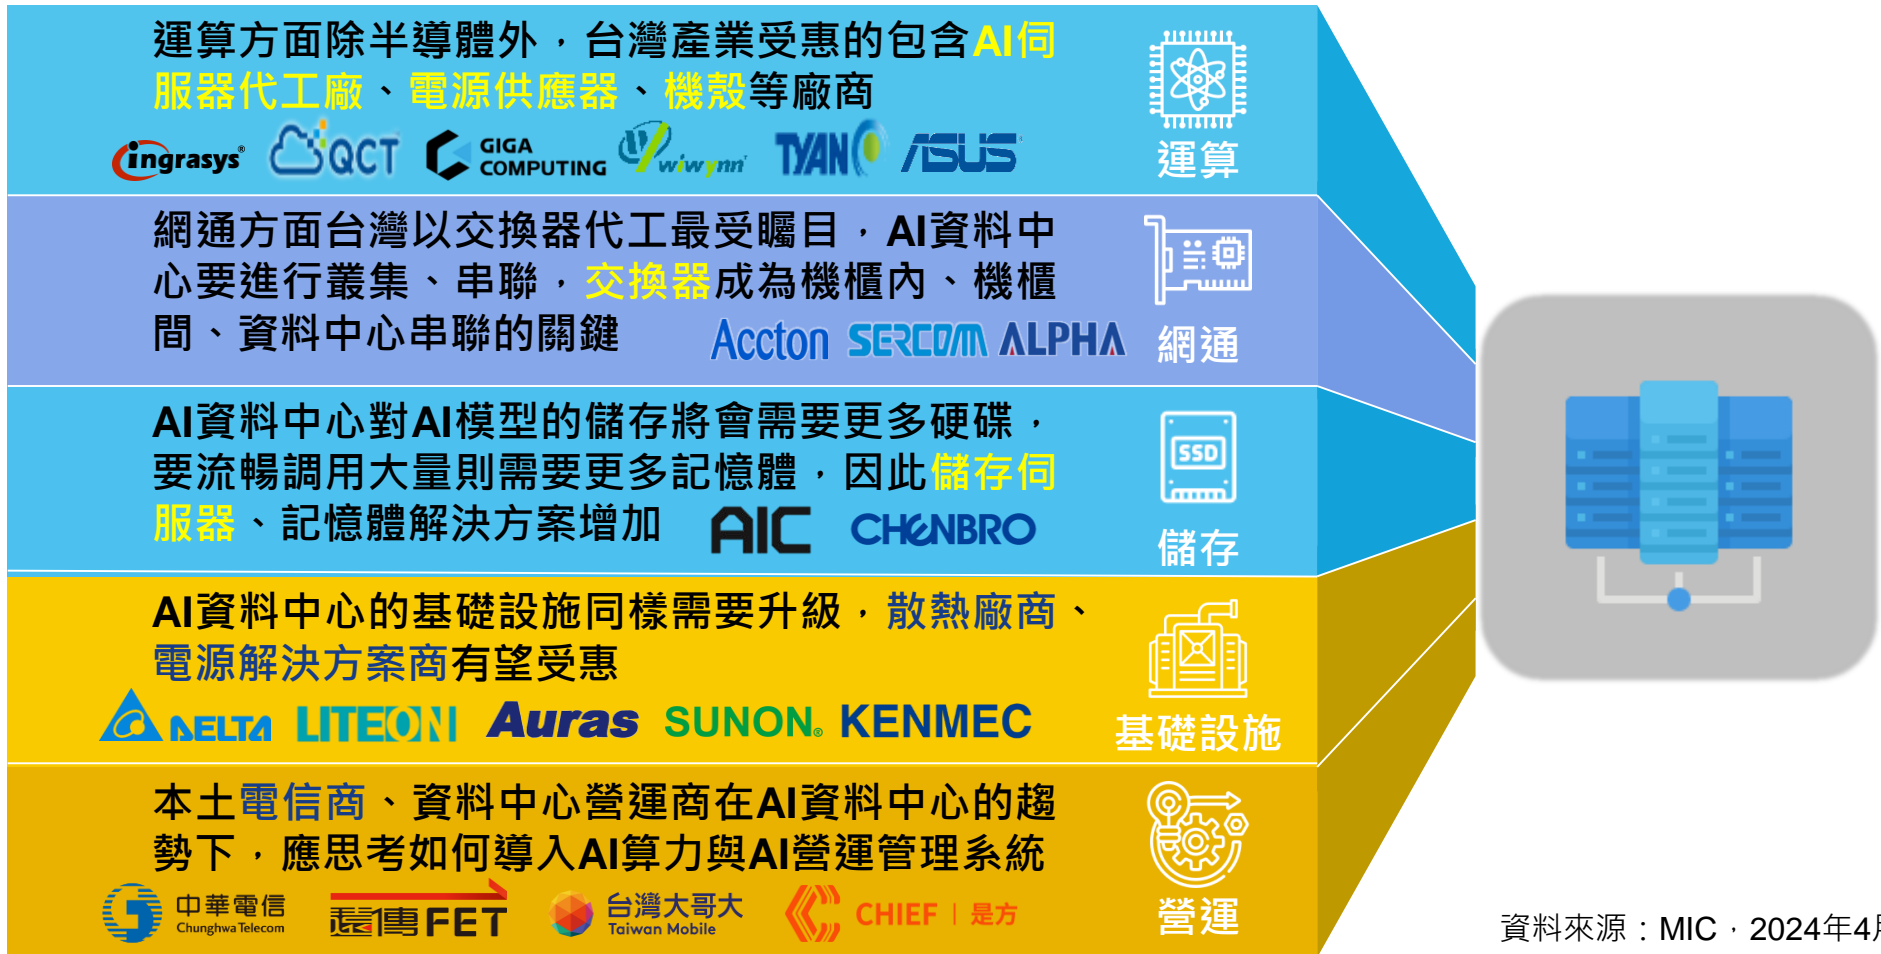 運算方面除半導體外，台灣產業受惠的包含AI伺
服器代工廠、電源供應器、機殼等廠商
ingrasys®
QCT
GIGA
COMPUTING
wiwynn
TYAN
ASUS
運算
網通方面台灣以交換器代工最受矚目，AI資料中
心要進行叢集、串聯，交換器成為機櫃內、機櫃
間、資料中心串聯的關鍵
Accton
SERCOMM
ALPHA
網通
AI資料中心對AI模型的儲存將會需要更多硬碟，
要流暢調用大量則需要更多記憶體，因此儲存伺
服器、記憶體解決方案增加
AIC
CHENBRO
SSD
儲存
AI資料中心的基礎設施同樣需要升級，散熱廠商、
電源解決方案商有望受惠
DELTA
LITEON
Auras
SUNON®
KENMEC
基礎設施
本土電信商、資料中心營運商在AI資料中心的趨
勢下，應思考如何導入AI算力與AI營運管理系統
中華電信
Chunghwa Telecom
遠傳FET
台灣大哥大
Taiwan Mobile
CHIEF | 是方
營運
資料來源：MIC，2024年4月